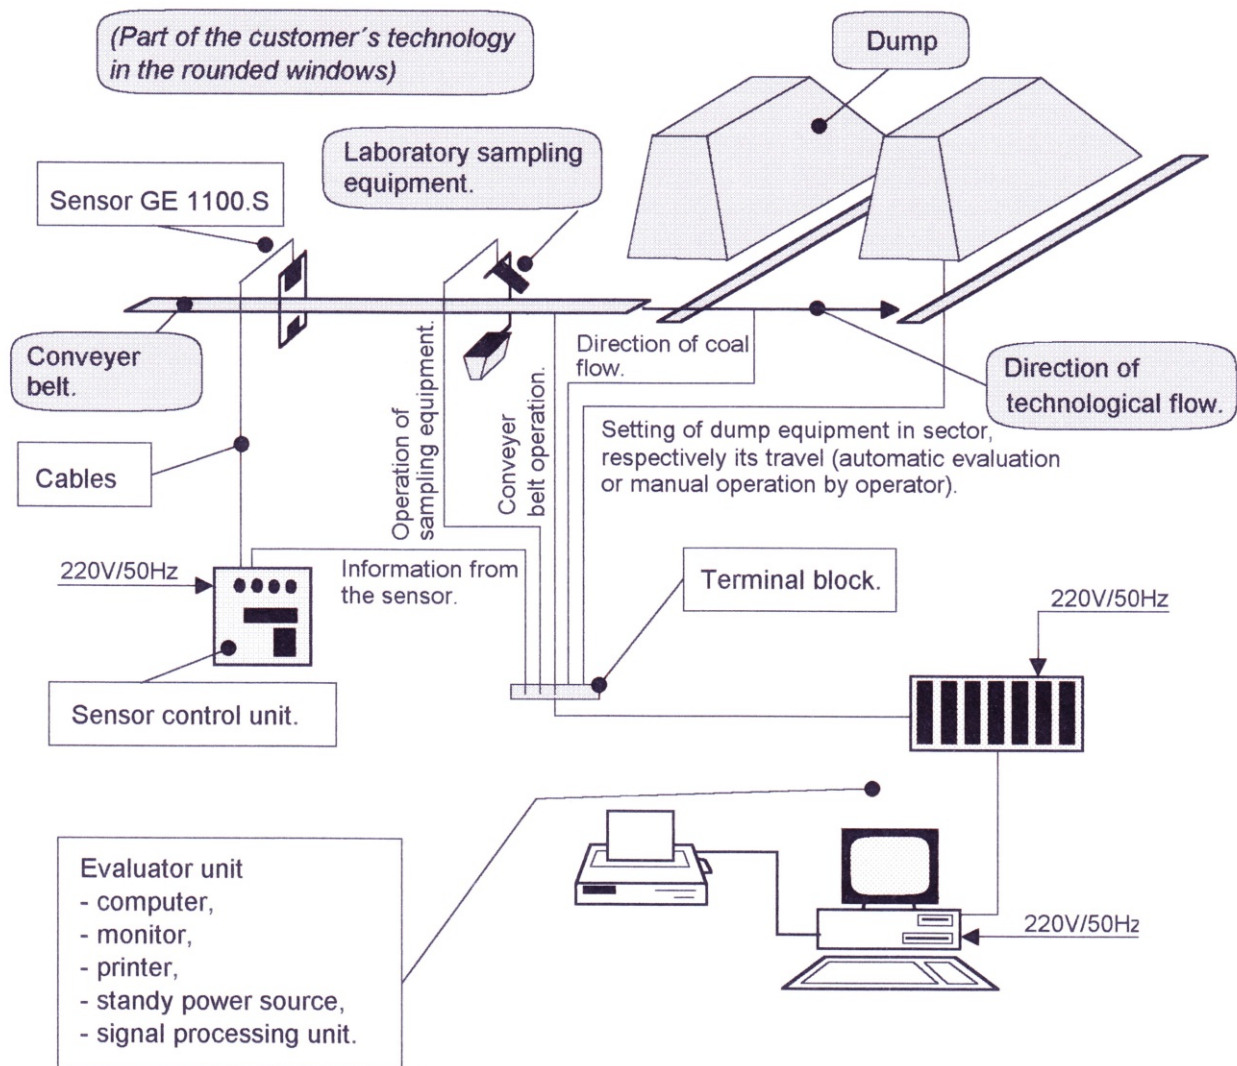 (Part of the customer´s technology
in the rounded windows)
Dump
Laboratory sampling
equipment.
Sensor GE 1100.S
Conveyer
belt.
Operation of
sampling equipment.
Conveyer
belt operation.
Direction of coal
flow.
Direction of
technological flow.
Setting of dump equipment in sector,
respectively its travel (automatic evaluation
or manual operation by operator).
Cables
220V/50Hz
Information from
the sensor.
Terminal block.
220V/50Hz
Sensor control unit.
Evaluator unit
- computer,
- monitor,
- printer,
- standy power source,
- signal processing unit.
220V/50Hz